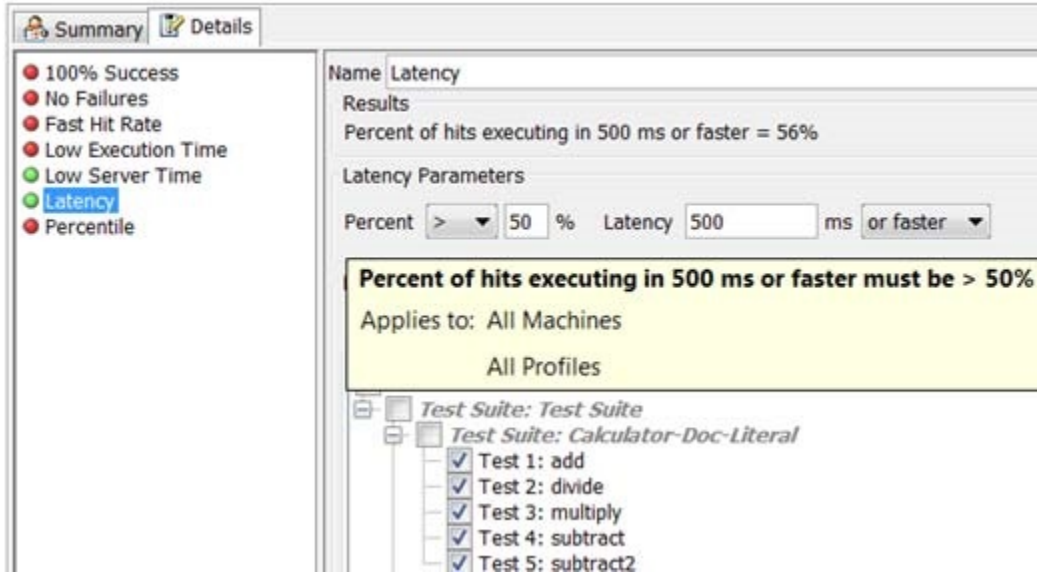 Summary Details
100% Success
No Failures
Fast Hit Rate
Low Execution Time
Low Server Time
Latency
Percentile
Name Latency
Results
Percent of hits executing in 500 ms or faster = 56%
Latency Parameters
Percent > 50 % Latency 500 ms or faster
Percent of hits executing in 500 ms or faster must be > 50%
Applies to: All Machines
All Profiles
Test Suite: Test Suite
Test Suite: Calculator-Doc-Literal
Test 1: add
Test 2: divide
Test 3: multiply
Test 4: subtract
Test 5: subtract2